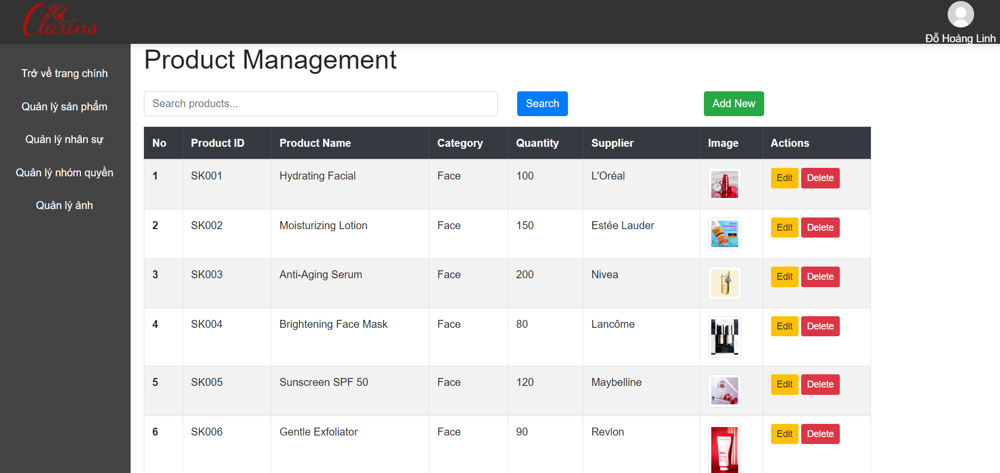 Clarins
Đỗ Hoàng Linh
Trở về trang chính
Quản lý sản phẩm
Quản lý nhân sự
Quản lý nhóm quyền
Quản lý ảnh
Product Management
Search products...
Search
Add New
No Product ID Product Name Category Quantity Supplier Image Actions
1 SK001 Hydrating Facial Face 100 L'Oréal Edit Delete
2 SK002 Moisturizing Lotion Face 150 Estée Lauder Edit Delete
3 SK003 Anti-Aging Serum Face 200 Nivea Edit Delete
4 SK004 Brightening Face Mask Face 80 Lancôme Edit Delete
5 SK005 Sunscreen SPF 50 Face 120 Maybelline Edit Delete
6 SK006 Gentle Exfoliator Face 90 Revlon Edit Delete